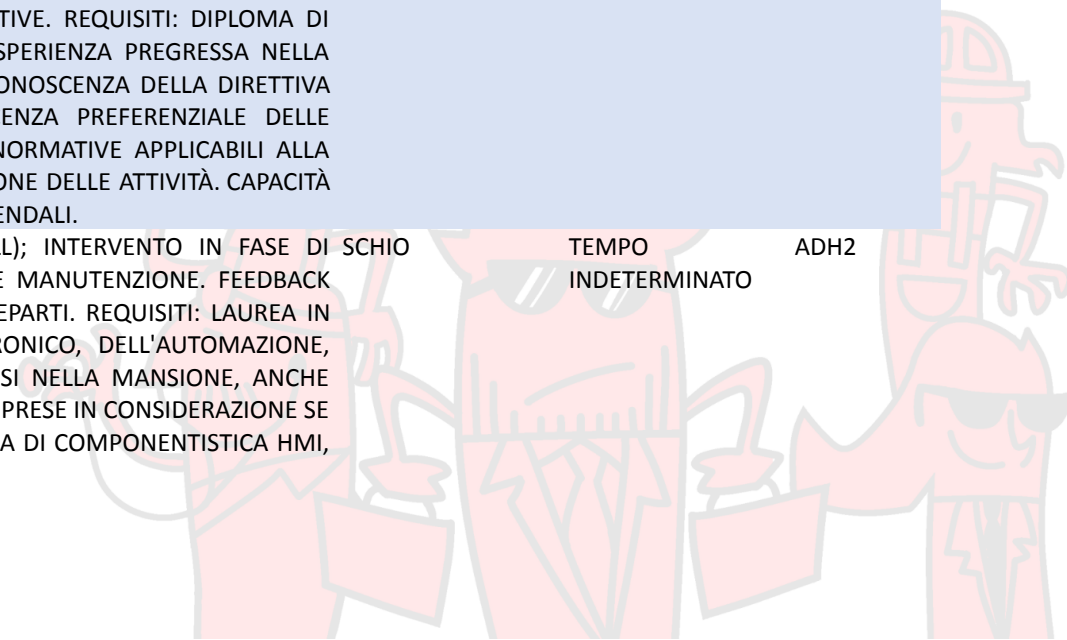 TIVE. REQUISITI: DIPLOMA DI
SPERIENZA PREGRESSA NELLA
ONOSCENZA DELLA DIRETTIVA
ENZA PREFERENZIALE DELLE
NORMATIVE APPLICABILI ALLA
ONE DELLE ATTIVITÀ. CAPACITÀ
ENDALI.
L); INTERVENTO IN FASE DI SCHIO TEMPO ADH2
E MANUTENZIONE. FEEDBACK INDETERMINATO
EPARTI. REQUISITI: LAUREA IN
RONICO, DELL'AUTOMAZIONE,
SI NELLA MANSIONE, ANCHE
PRESE IN CONSIDERAZIONE SE
A DI COMPONENTISTICA HMI,